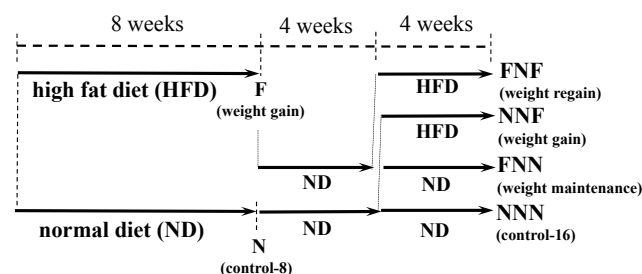 8 weeks 4 weeks 4 weeks
high fat diet (HFD) F HFD FNF
(weight gain) (weight regain)
HFD NNF
(weight gain)
ND ND FNN
(weight maintenance)
normal diet (ND) ND ND NNN
N (control-16)
(control-8)